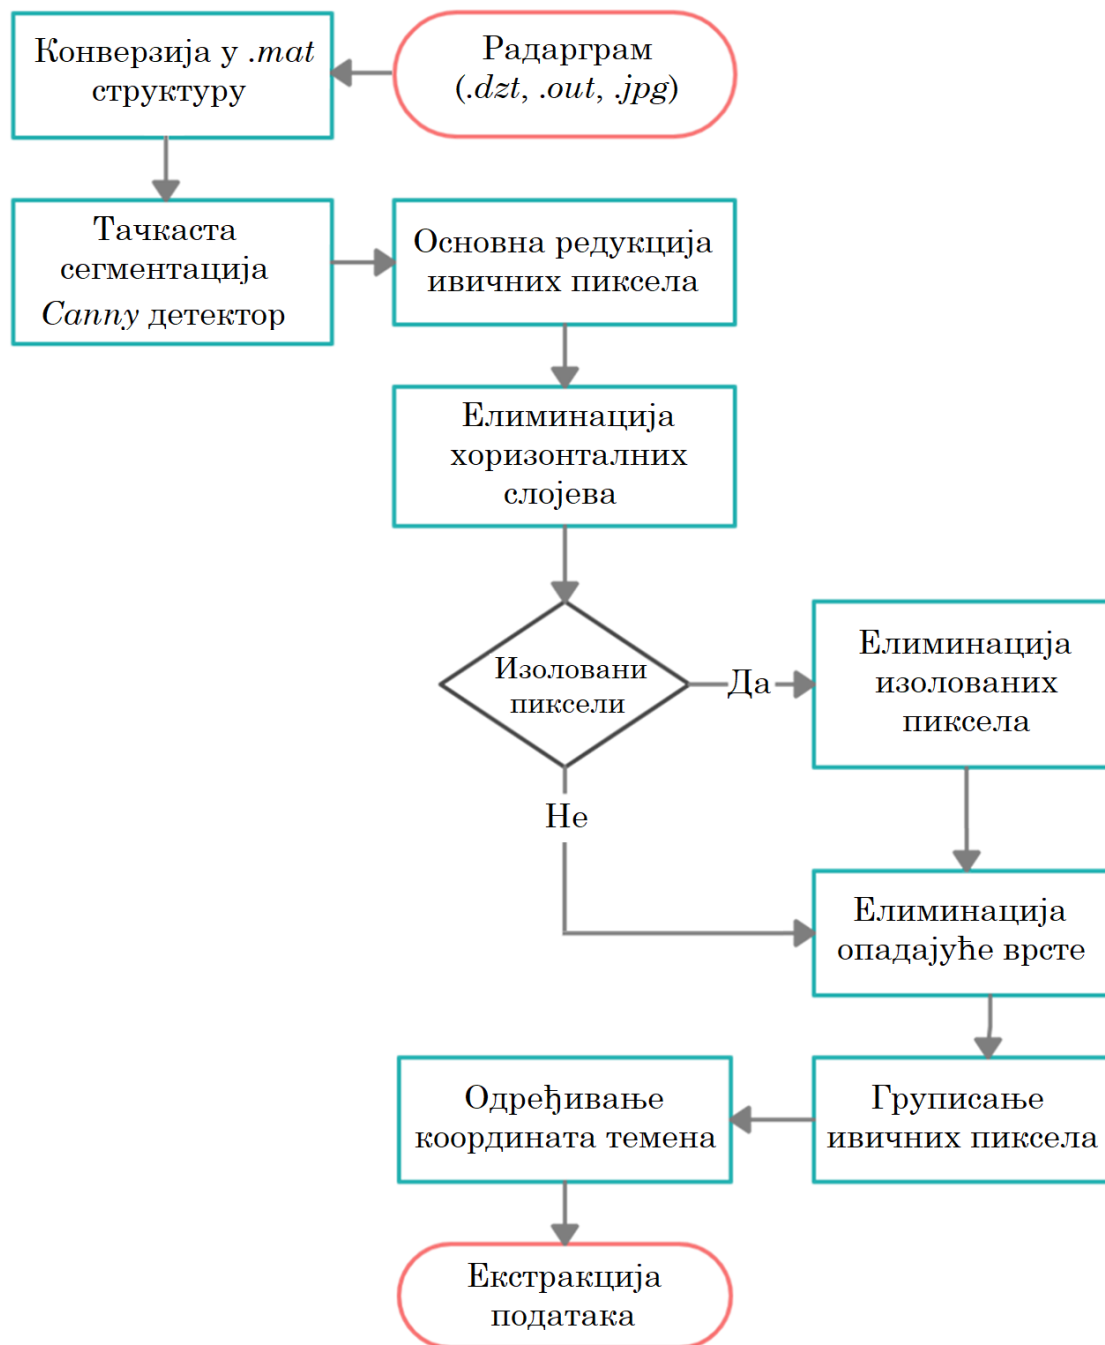 Радарграм
(.dzt, .out, .jpg)
Конверзија у .mat
структуру
Тачкаста
сегментација
Canny детектор
Основна редукција
ивичних пиксела
Елиминација
хоризонталних
слојева
Изоловани
пиксели
Да
Елиминација
изолованих
пиксела
Не
Елиминација
опадајуће врсте
Груписање
ивичних пиксела
Одређивање
координата темена
Екстракција
података